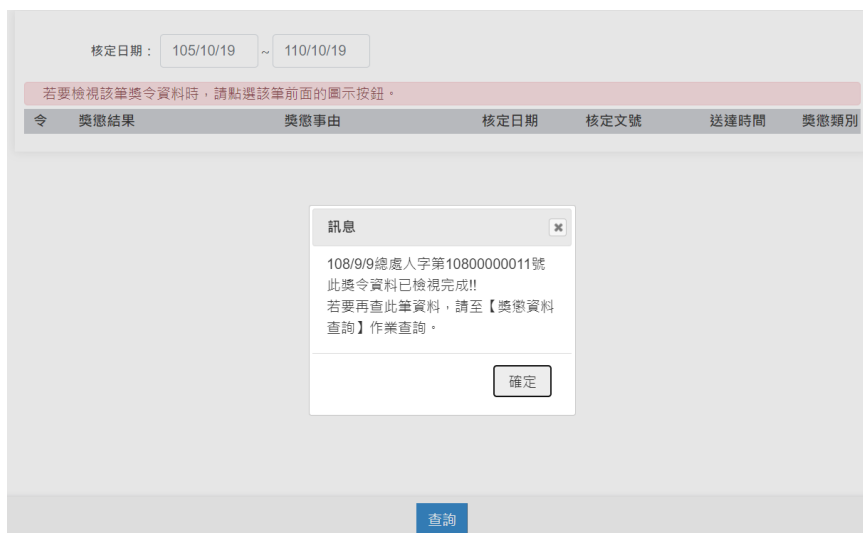 核定日期： 105/10/19 ~ 110/10/19
若要檢視該筆獎令資料時，請點選該筆前面的圖示按鈕。
令 獎懲結果 獎懲事由 核定日期 核定文號 送達時間 獎懲類別
訊息
108/9/9總處人字第10800000011號
此獎令資料已檢視完成!!
若要再查此筆資料，請至【獎懲資料
查詢】作業查詢。
確定
查詢